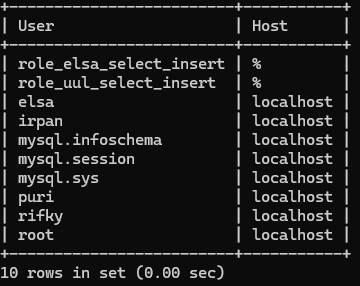 +-------------------------+-----------+
| User                    | Host      |
+-------------------------+-----------+
| role_elsa_select_insert | %         |
| role_uul_select_insert  | %         |
| elsa                    | localhost |
| irpan                   | localhost |
| mysql.infoschema        | localhost |
| mysql.session           | localhost |
| mysql.sys               | localhost |
| puri                    | localhost |
| rifky                   | localhost |
| root                    | localhost |
+-------------------------+-----------+
10 rows in set (0.00 sec)